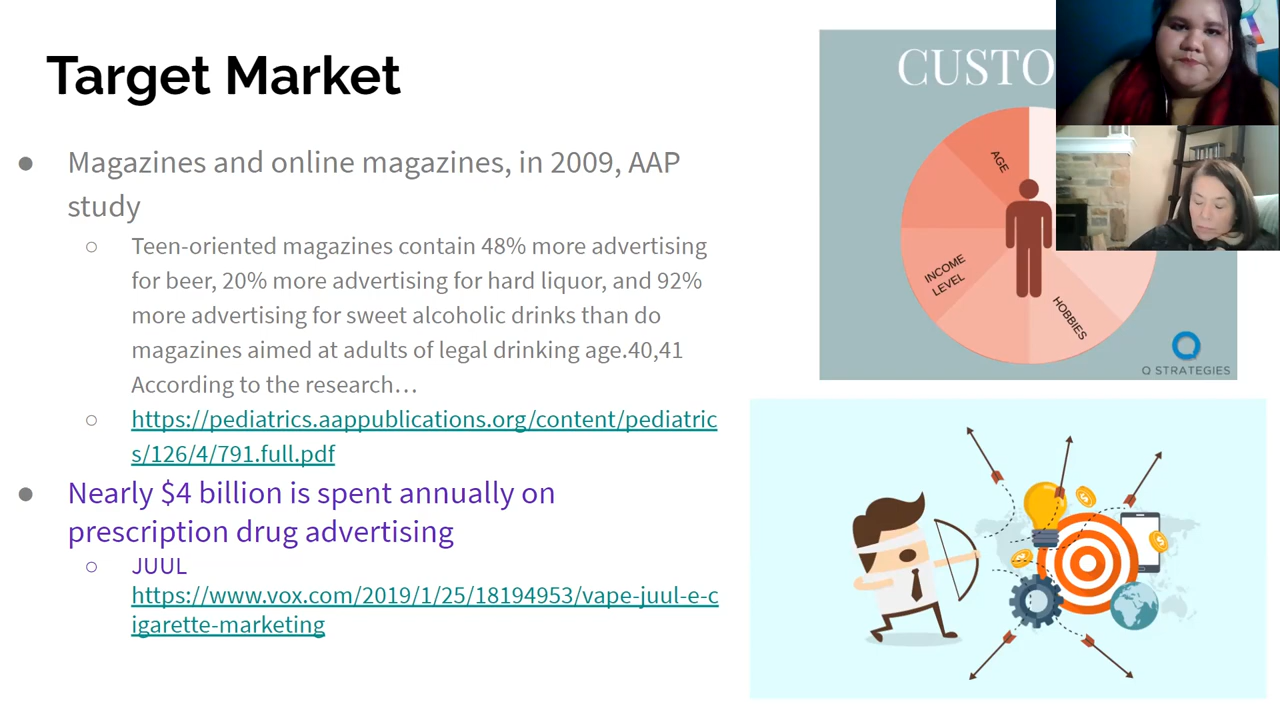 Target Market
● Magazines and online magazines, in 2009, AAP
study
○ Teen-oriented magazines contain 48% more advertising
for beer, 20% more advertising for hard liquor, and 92%
more advertising for sweet alcoholic drinks than do
magazines aimed at adults of legal drinking age.40,41
According to the research…
○ https://pediatrics.aappublications.org/content/pediatric
s/126/4/791.full.pdf
● Nearly $4 billion is spent annually on
prescription drug advertising
○ JUUL
https://www.vox.com/2019/1/25/18194953/vape-juul-e-c
igarette-marketing
CUSTO
AGE
INCOME
LEVEL
HOBBIES
Q STRATEGIES